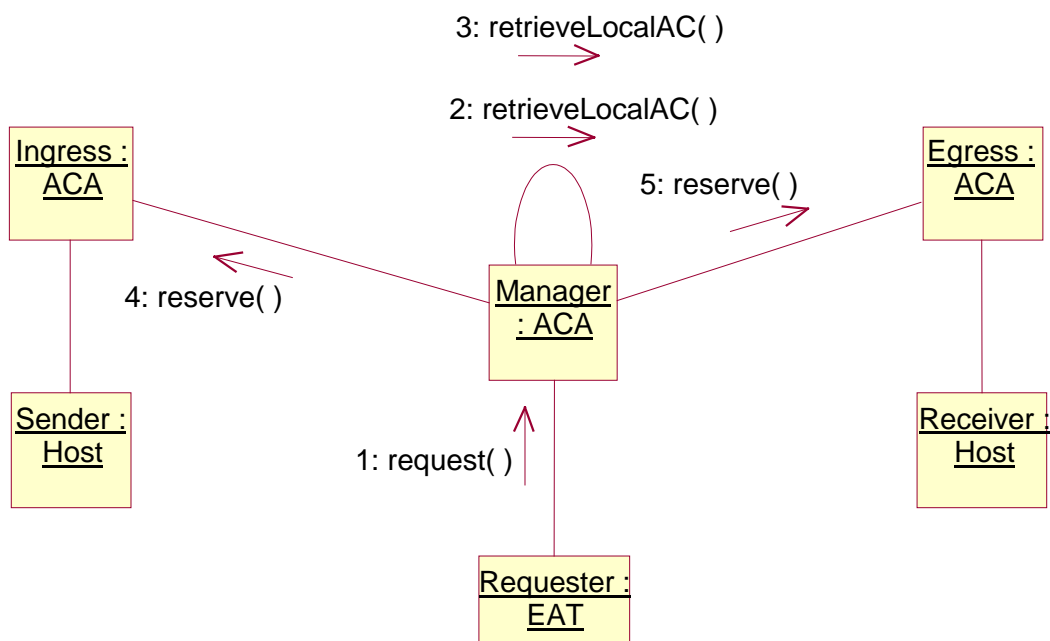 3: retrieveLocalAC( )
2: retrieveLocalAC( )
Ingress :
ACA
Egress :
ACA
5: reserve( )
4: reserve( )
Manager
: ACA
Sender :
Host
Receiver :
Host
1: request( )
Requester :
EAT